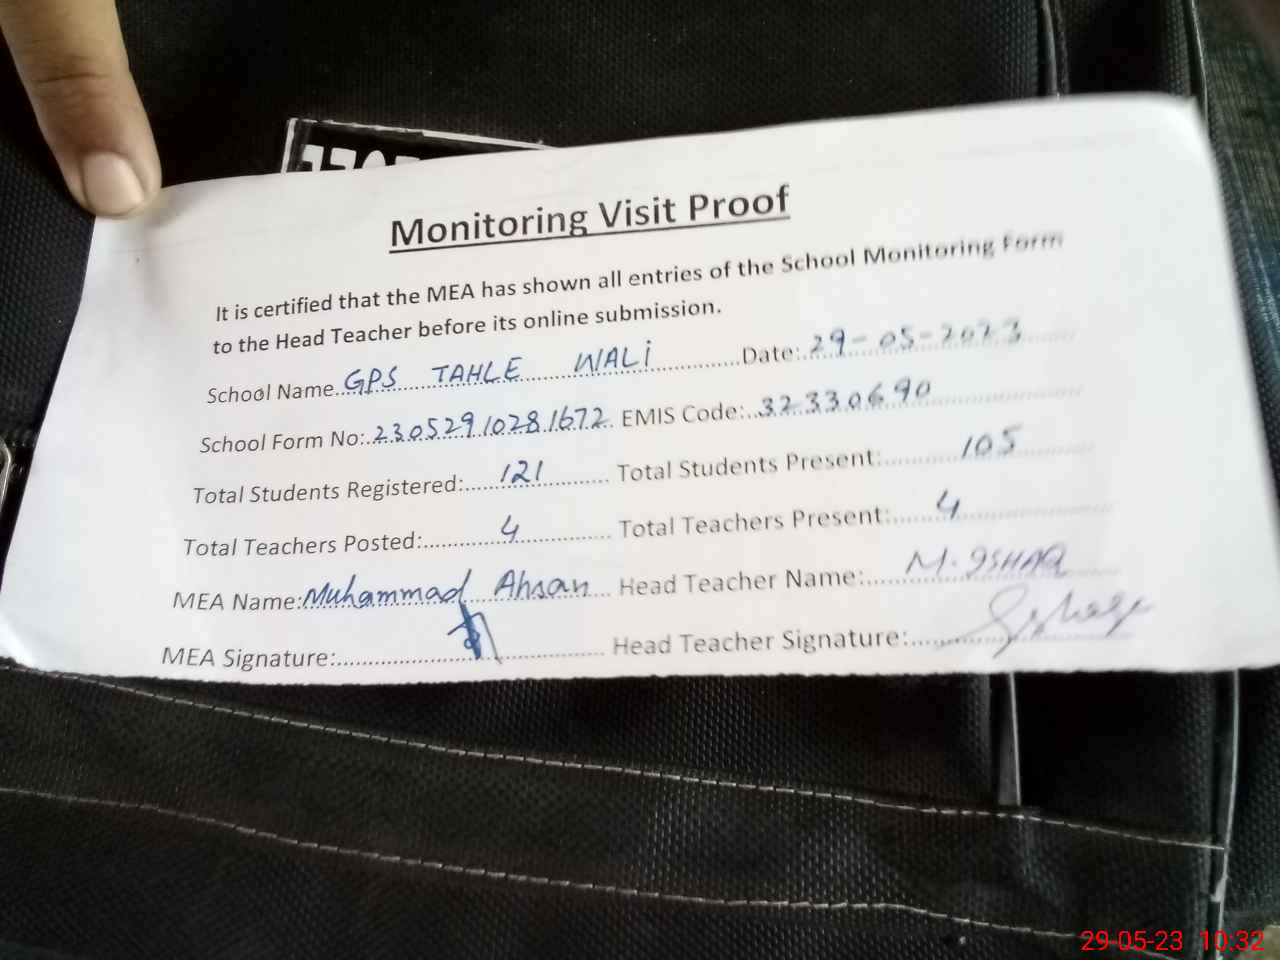 Monitoring Visit Proof
It is certified that the MEA has shown all entries of the School Monitoring Form
to the Head Teacher before its online submission.
School Name..GPS TAHLE WALI..........Date:.29-05-2023
School Form No:.23052910281672. EMIS Code:..32330690
Total Students Registered:.....121.......... Total Students Present:..........105
Total Teachers Posted:............4............. Total Teachers Present:......4
MEA Name:Muhammad Ahsan... Head Teacher Name:.....M. ISHAQ
MEA Signature:.................................... Head Teacher Signature:..........
29-05-23 10:32